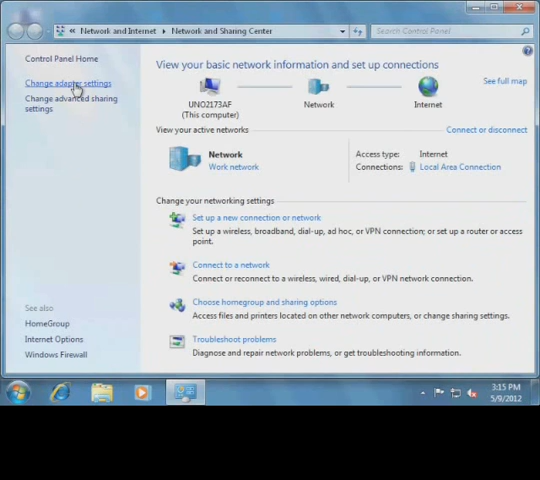 Network and Internet
Network and Sharing Center
Search Control Panel
Control Panel Home
Change adapter settings
Change advanced sharing
settings
See also
HomeGroup
Internet Options
Windows Firewall
View your basic network information and set up connections
See full map
UNO2173AF
(This computer)
Network
Internet
View your active networks
Connect or disconnect
Network
Work network
Access type: Internet
Connections: Local Area Connection
Change your networking settings
Set up a new connection or network
Set up a wireless, broadband, dial-up, ad hoc, or VPN connection; or set up a router or access
point.
Connect to a network
Connect or reconnect to a wireless, wired, dial-up, or VPN network connection.
Choose homegroup and sharing options
Access files and printers located on other network computers, or change sharing settings.
Troubleshoot problems
Diagnose and repair network problems, or get troubleshooting information.
3:15 PM
5/9/2012